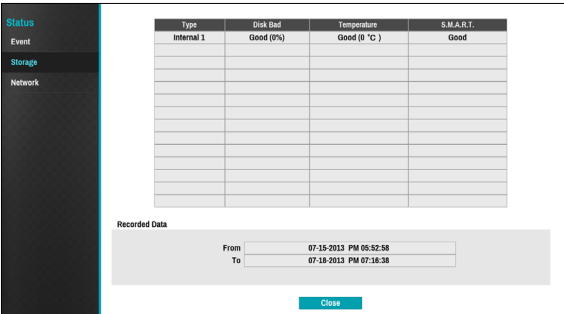 Status
Event
Storage
Network
Type Disk Bad Temperature S.M.A.R.T.
Internal 1 Good (0%) Good (0 °C ) Good
Recorded Data
From 07-15-2013 PM 05:52:58
To 07-18-2013 PM 07:16:38
Close